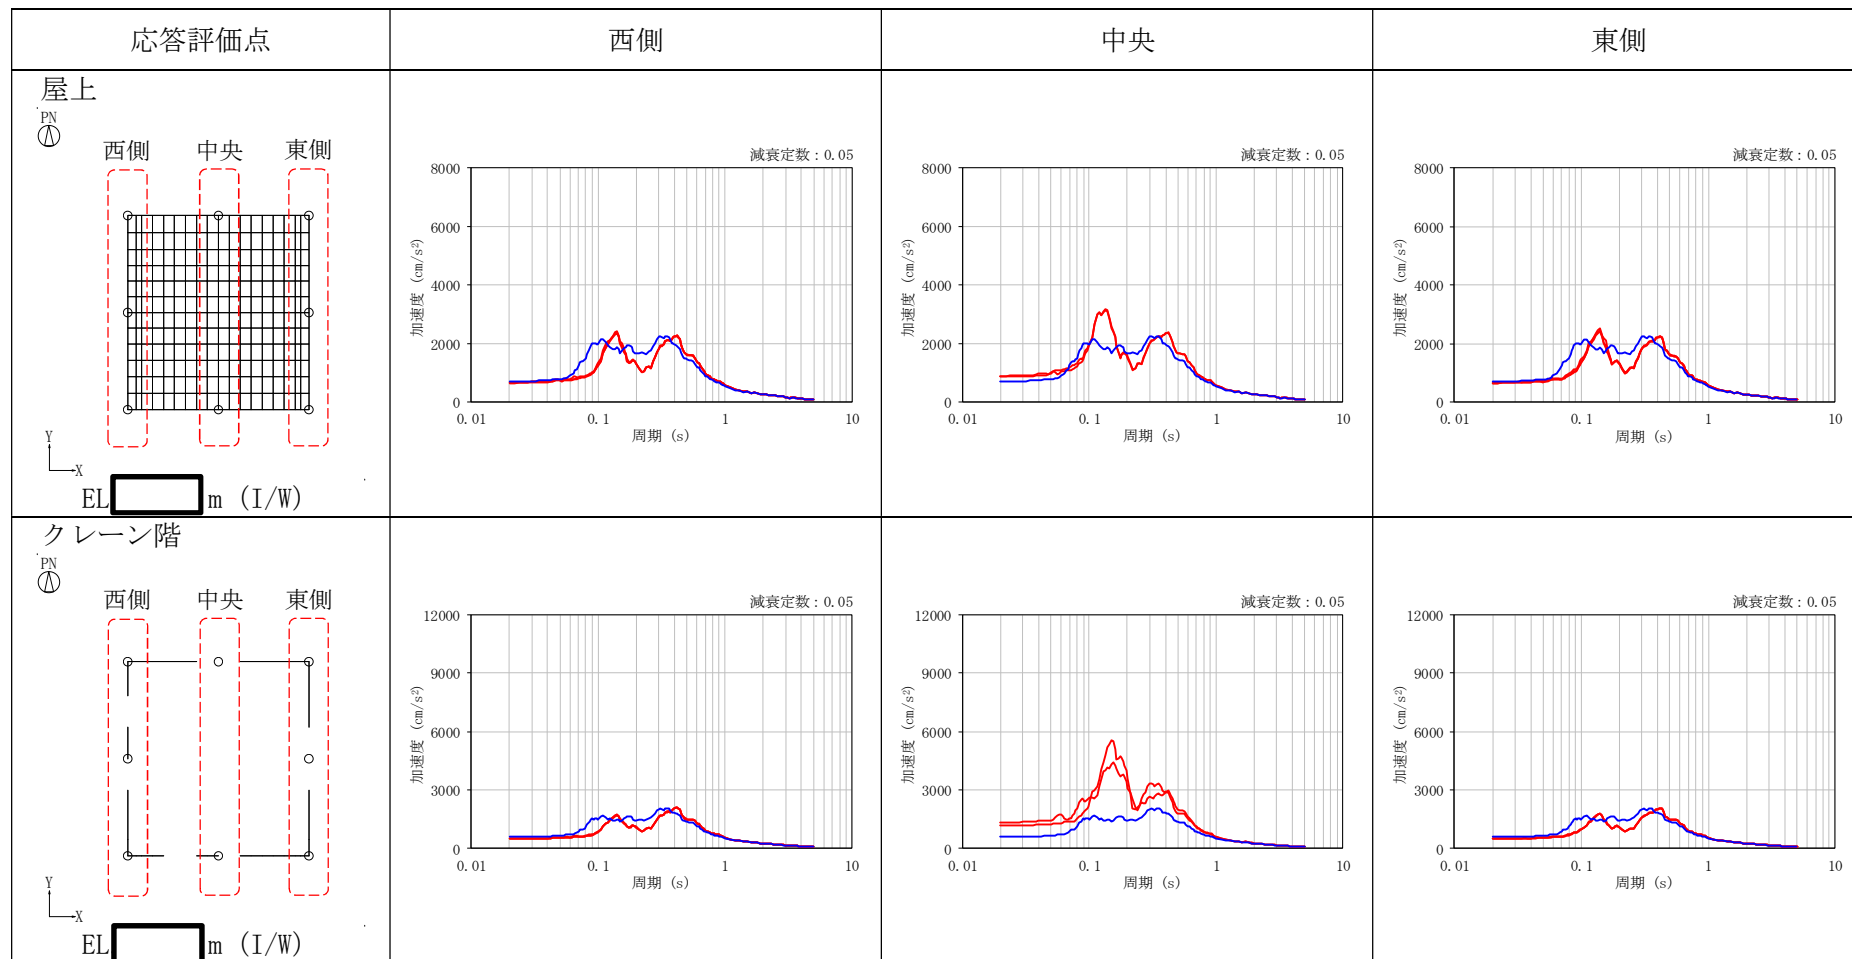 応答評価点
西側
中央
東側
屋上
PN
西側 中央 東側
Y
X
EL m (I/W)
減衰定数:0.05
8000
6000
4000
2000
0
加速度 (cm/s²)
0.01 0.1 1 10
周期 (s)
減衰定数:0.05
8000
6000
4000
2000
0
加速度 (cm/s²)
0.01 0.1 1 10
周期 (s)
減衰定数:0.05
8000
6000
4000
2000
0
加速度 (cm/s²)
0.01 0.1 1 10
周期 (s)
クレーン階
PN
西側 中央 東側
Y
X
EL m (I/W)
減衰定数:0.05
12000
9000
6000
3000
0
加速度 (cm/s²)
0.01 0.1 1 10
周期 (s)
減衰定数:0.05
12000
9000
6000
3000
0
加速度 (cm/s²)
0.01 0.1 1 10
周期 (s)
減衰定数:0.05
12000
9000
6000
3000
0
加速度 (cm/s²)
0.01 0.1 1 10
周期 (s)